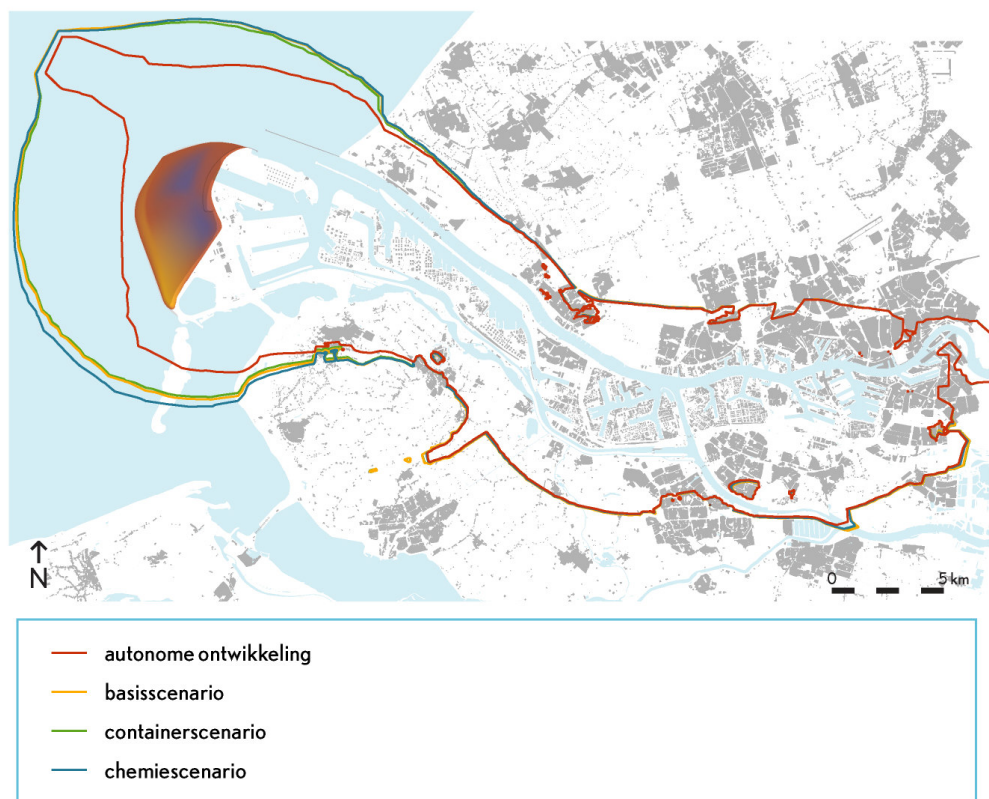 N
0 5 km
autonome ontwikkeling
basisscenario
containerscenario
chemiescenario